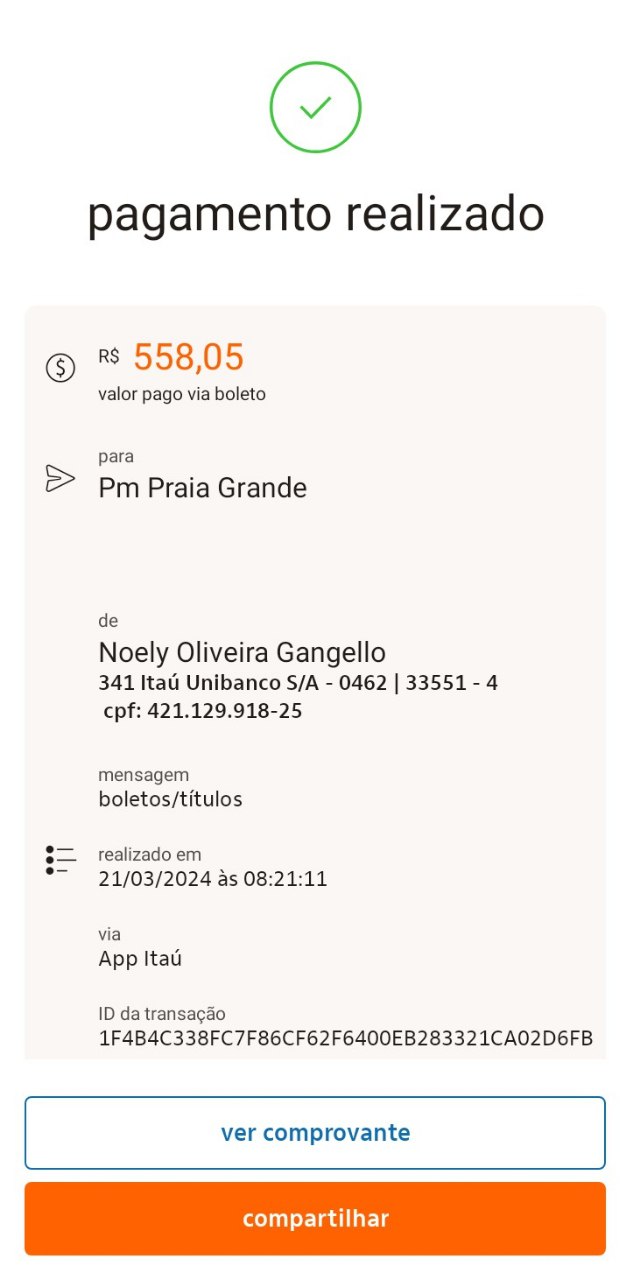 pagamento realizado
R$ 558,05
valor pago via boleto
para
Pm Praia Grande
de
Noely Oliveira Gangello
341 Itaú Unibanco S/A - 0462 | 33551 - 4
cpf: 421.129.918-25
mensagem
boletos/títulos
realizado em
21/03/2024 às 08:21:11
via
App Itaú
ID da transação
1F4B4C338FC7F86CF62F6400EB283321CA02D6FB
ver comprovante
compartilhar